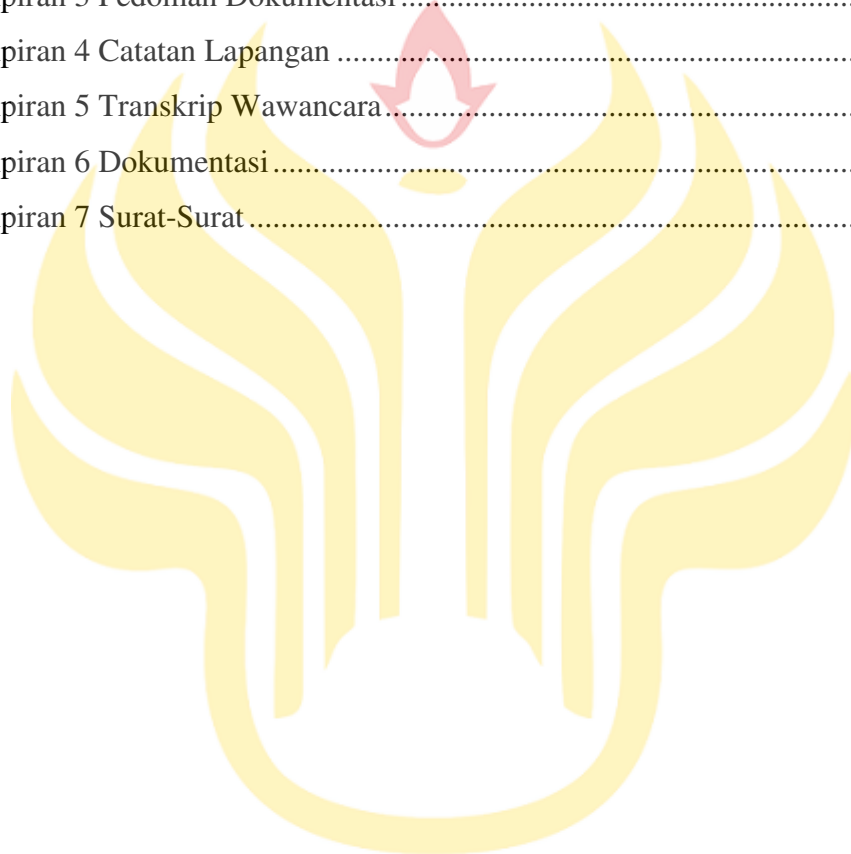 piran 3 Pedoman Dokumentasi................................................................
piran 4 Catatan Lapangan ........................................................................
piran 5 Transkrip Wawancara..................................................................
piran 6 Dokumentasi................................................................................
piran 7 Surat-Surat...................................................................................